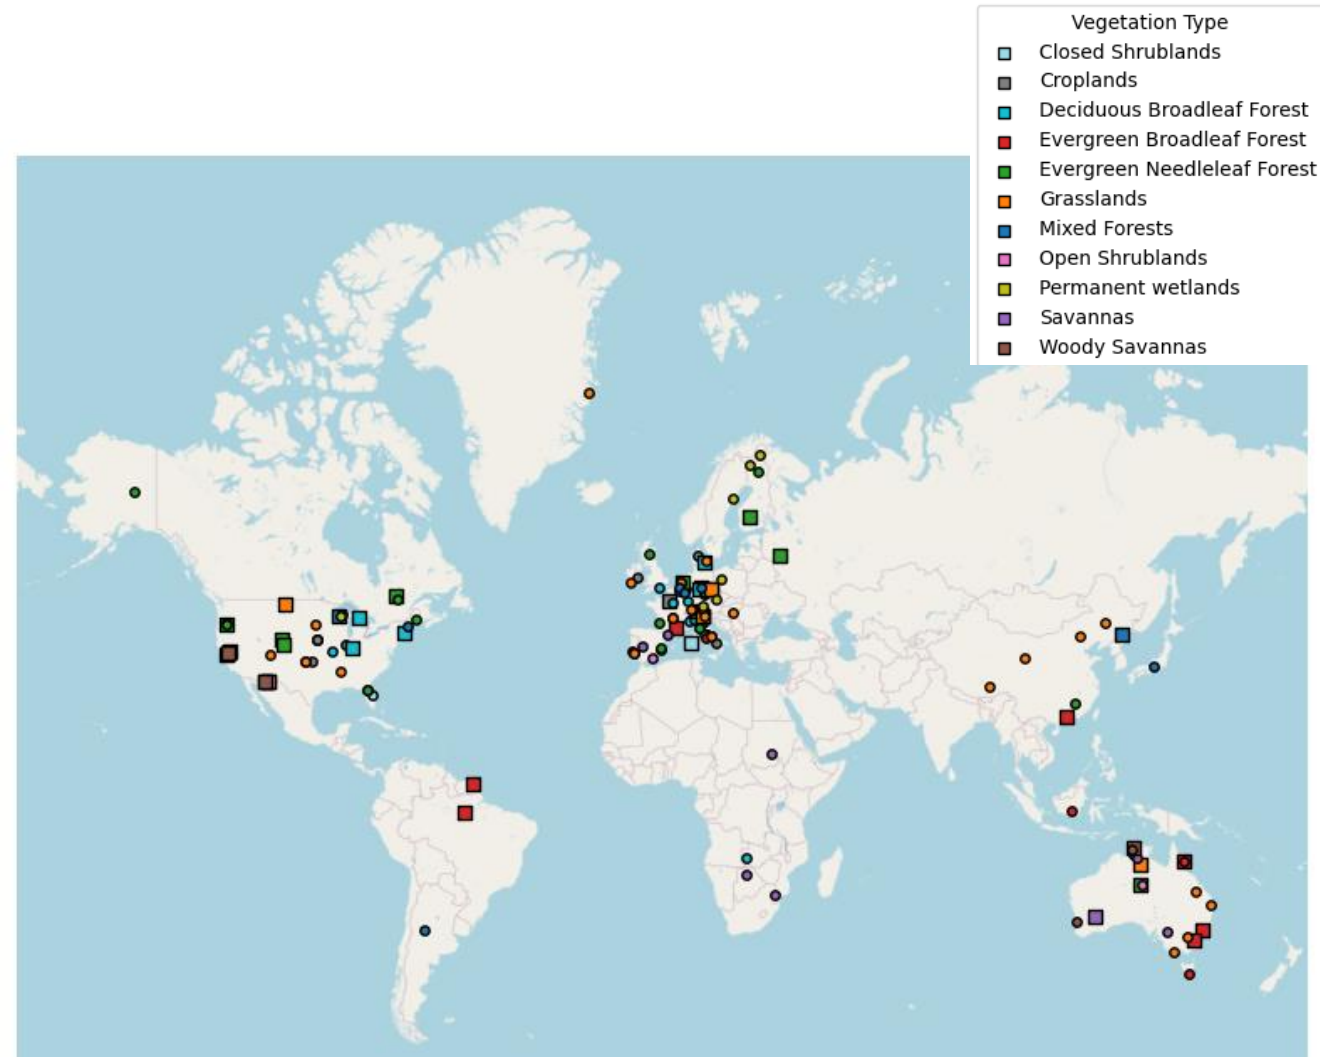 Vegetation Type
Closed Shrublands
Croplands
Deciduous Broadleaf Forest
Evergreen Broadleaf Forest
Evergreen Needleleaf Forest
Grasslands
Mixed Forests
Open Shrublands
Permanent wetlands
Savannas
Woody Savannas